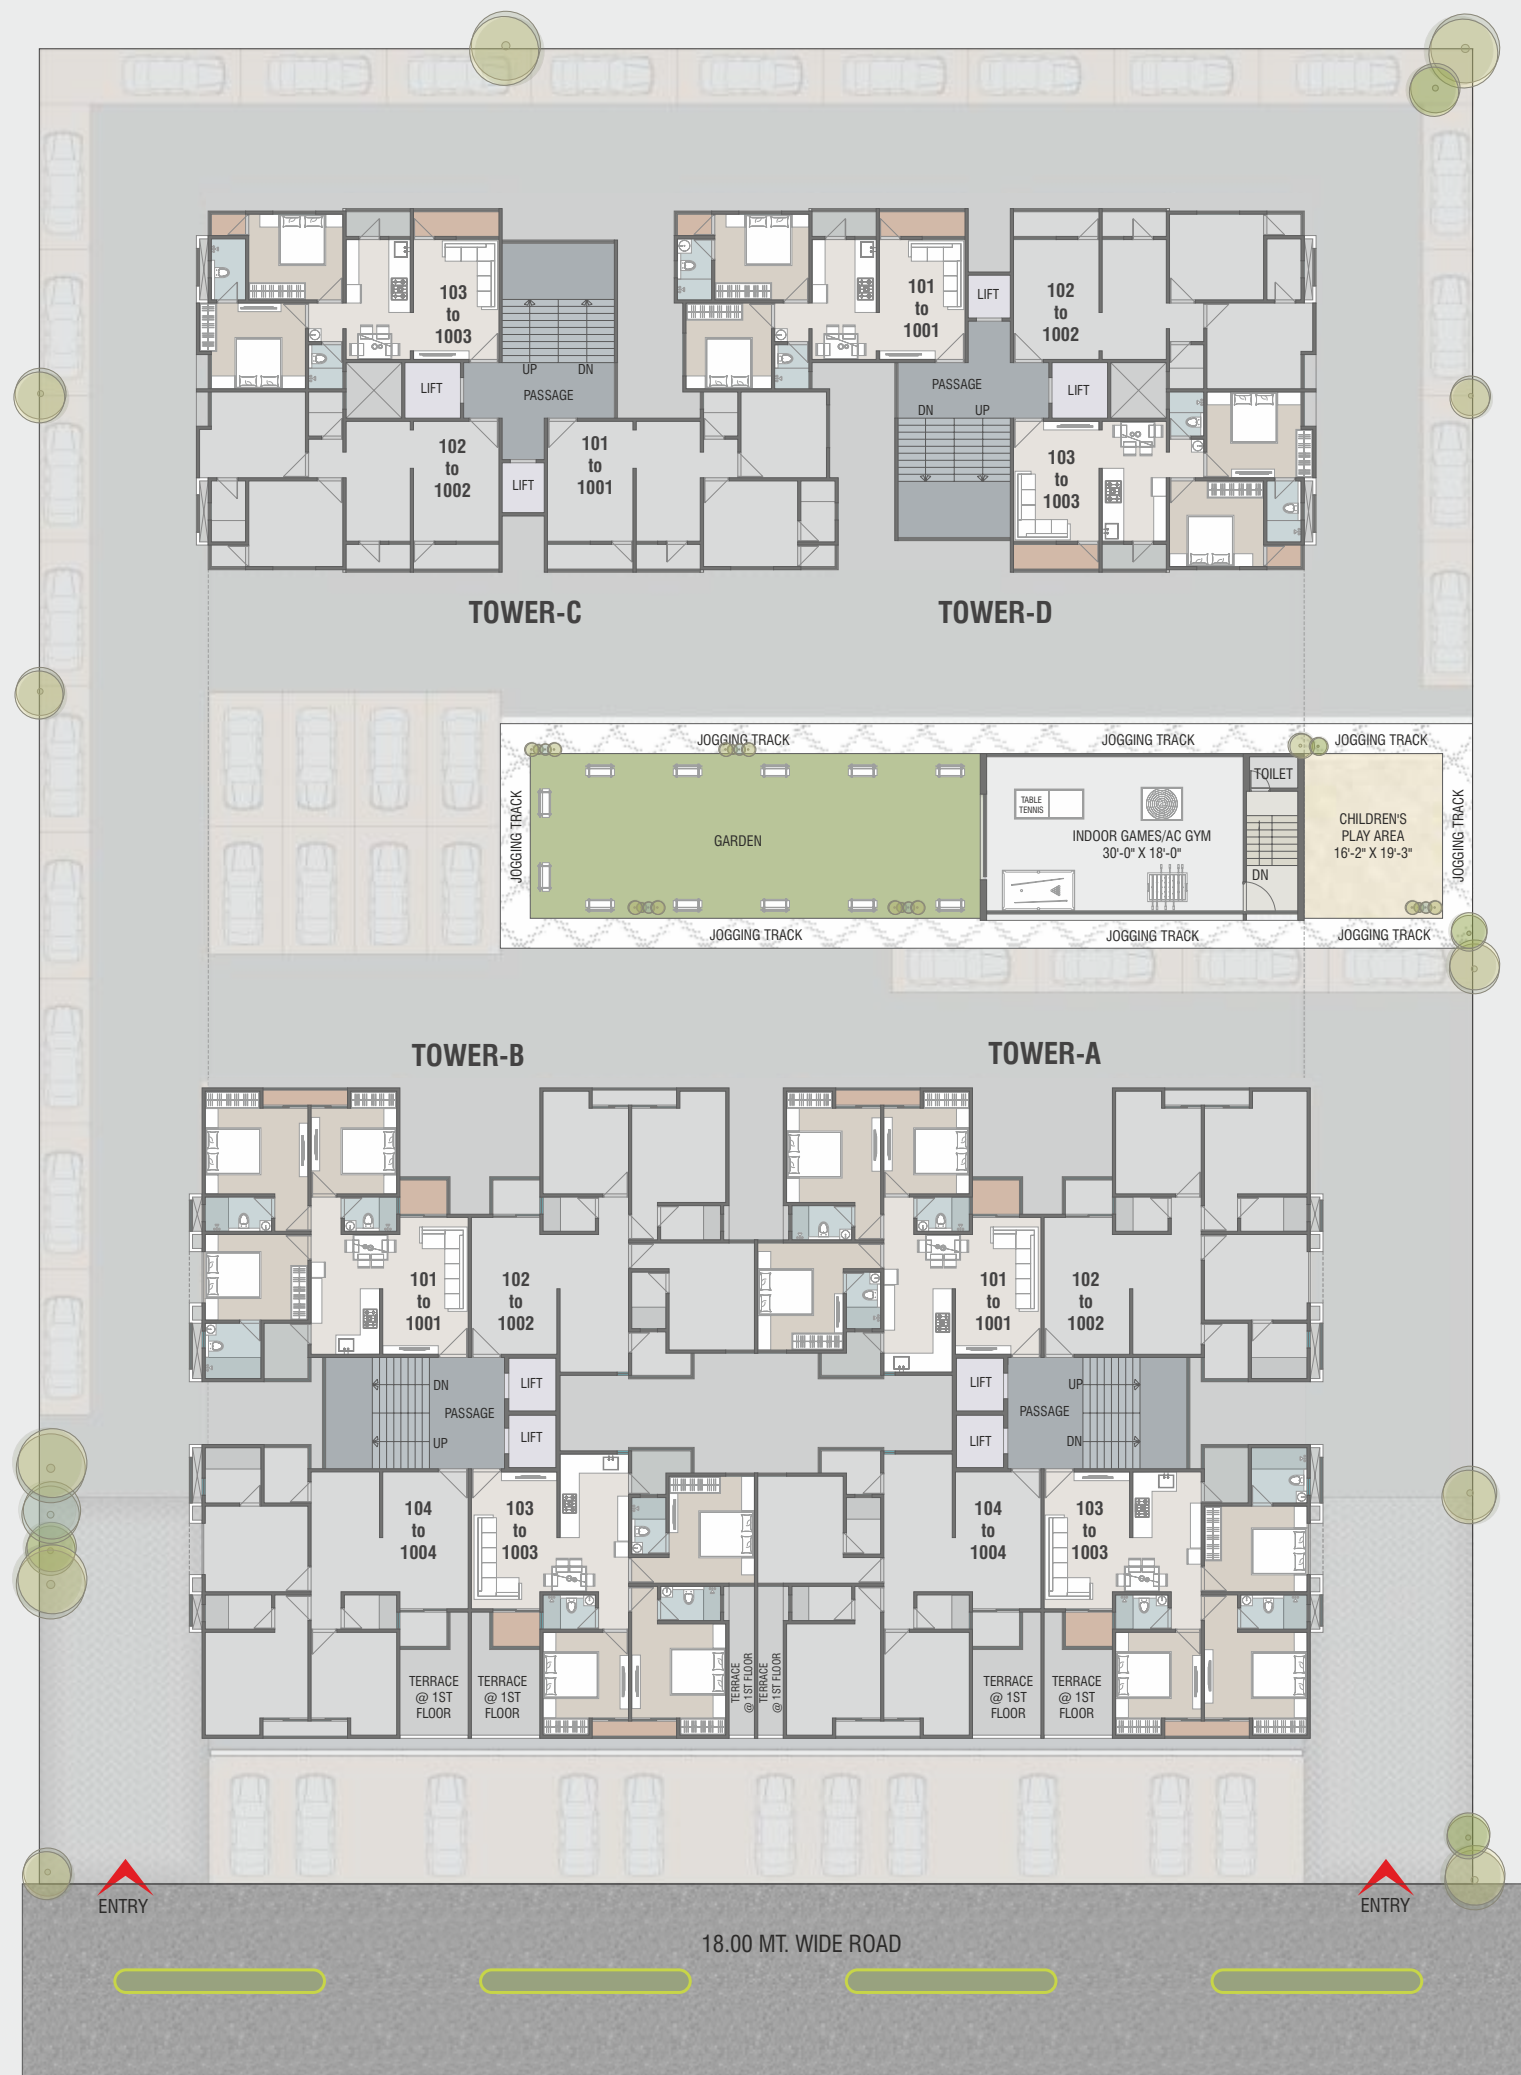 103
to
1003
UP
DN
LIFT
PASSAGE
102
to
1002
LIFT
101
to
1001
101
to
1001
LIFT
102
to
1002
PASSAGE
LIFT
DN
UP
103
to
1003
TOWER-C
TOWER-D
JOGGING TRACK
JOGGING TRACK
JOGGING TRACK
JOGGING TRACK
GARDEN
TABLE
TENNIS
INDOOR GAMES/AC GYM
30'-0" X 18'-0"
TOILET
DN
CHILDREN'S
PLAY AREA
16'-2" X 19'-3"
JOGGING TRACK
JOGGING TRACK
JOGGING TRACK
JOGGING TRACK
TOWER-B
TOWER-A
101
to
1001
102
to
1002
101
to
1001
102
to
1002
DN
PASSAGE
UP
LIFT
LIFT
LIFT
LIFT
UP
PASSAGE
DN
104
to
1004
103
to
1003
104
to
1004
103
to
1003
TERRACE
@ 1ST
FLOOR
TERRACE
@ 1ST
FLOOR
TERRACE
@ 1ST FLOOR
TERRACE
@ 1ST FLOOR
TERRACE
@ 1ST
FLOOR
TERRACE
@ 1ST
FLOOR
ENTRY
ENTRY
18.00 MT. WIDE ROAD